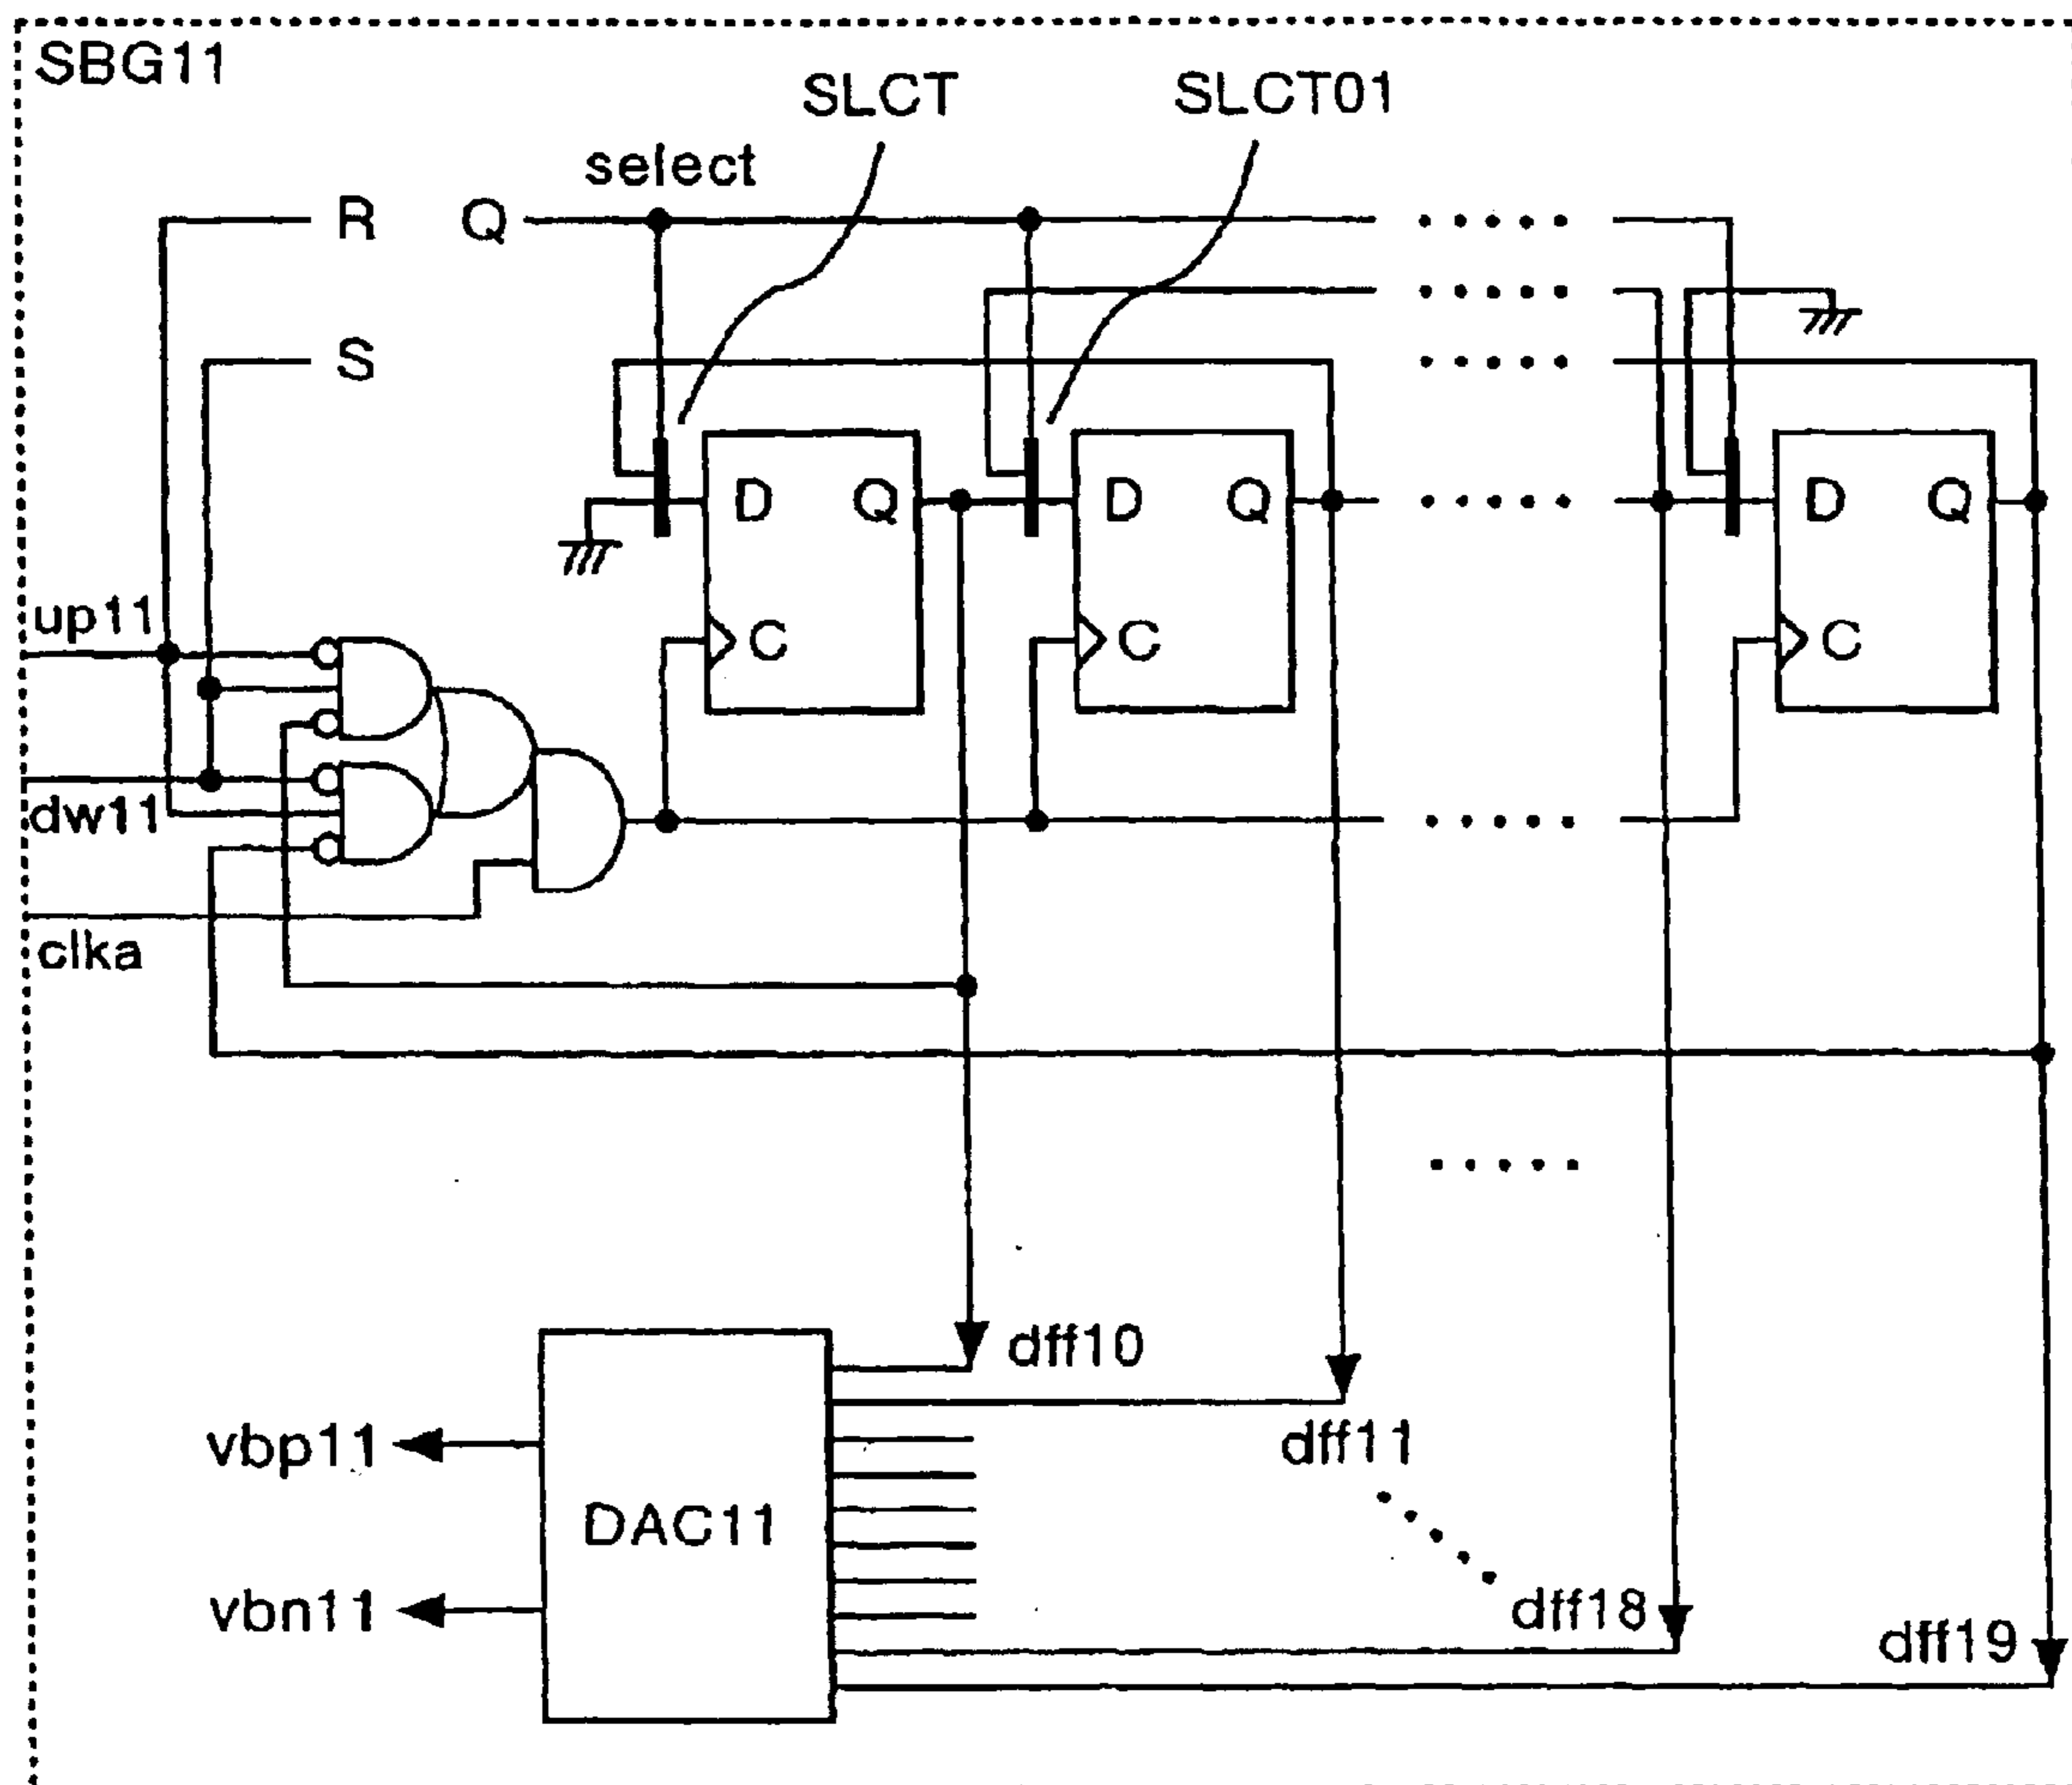 SBG11
SLCT
SLCT01
select
R
Q
S
D
Q
D
Q
D
Q
up11
C
C
C
dw11
clka
dff10
vbp11
dff11
DAC11
vbn11
dff18
dff19